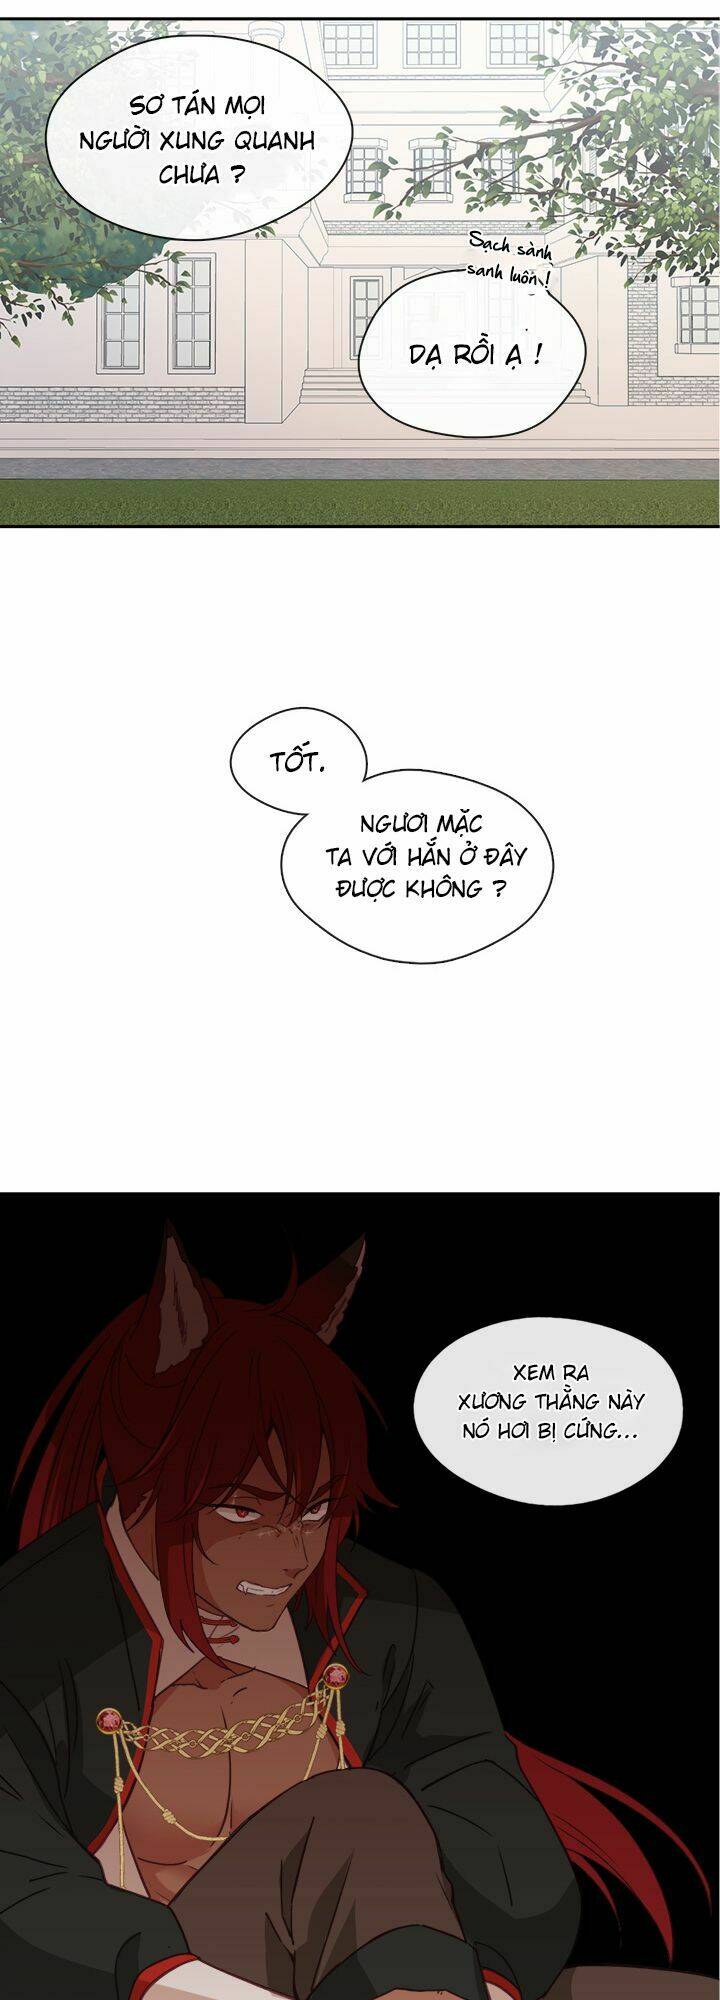 SƠ TÁN MỌI
NGƯỜI XUNG QUANH
CHƯA ?
Sạch sành
sanh luôn !
DẠ RỒI Ạ !
TỐT.
NGƯƠI MẶC
TA VỚI HẮN Ở ĐÂY
ĐƯỢC KHÔNG ?
XEM RA
XƯƠNG THẰNG NÀY
NÓ HƠI BỊ CỨNG...